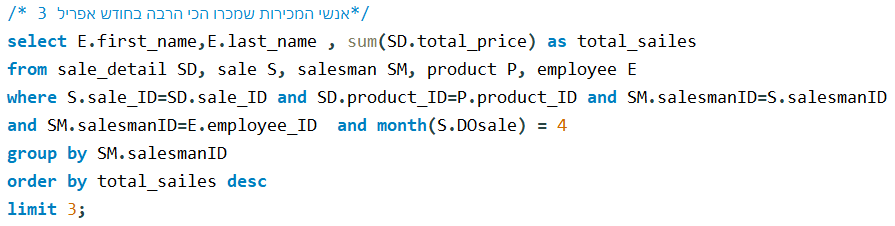 /* 3 אנשי המכירות שמכרו הכי הרבה בחודש אפריל*/
select E.first_name,E.last_name , sum(SD.total_price) as total_sailes
from sale_detail SD, sale S, salesman SM, product P, employee E
where S.sale_ID=SD.sale_ID and SD.product_ID=P.product_ID and SM.salesmanID=S.salesmanID
and SM.salesmanID=E.employee_ID  and month(S.DOsale) = 4
group by SM.salesmanID
order by total_sailes desc
limit 3;